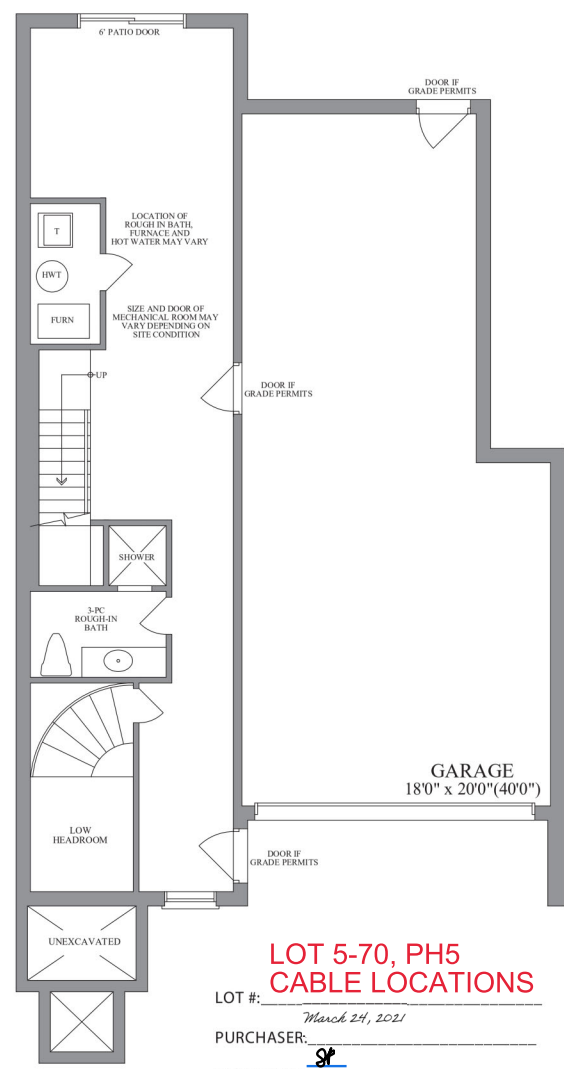 6' PATIO DOOR
DOOR IF
GRADE PERMITS
LOCATION OF
ROUGH IN BATH,
FURNACE AND
HOT WATER MAY VARY
T
HWT
SIZE AND DOOR OF
MECHANICAL ROOM MAY
VARY DEPENDING ON
SITE CONDITION
FURN
UP
DOOR IF
GRADE PERMITS
SHOWER
3-PC
ROUGH-IN
BATH
GARAGE
18'0" x 20'0"(40'0")
LOW
HEADROOM
DOOR IF
GRADE PERMITS
UNEXCAVATED
LOT 5-70, PH5
CABLE LOCATIONS
LOT #:
March 24, 2021
PURCHASER: